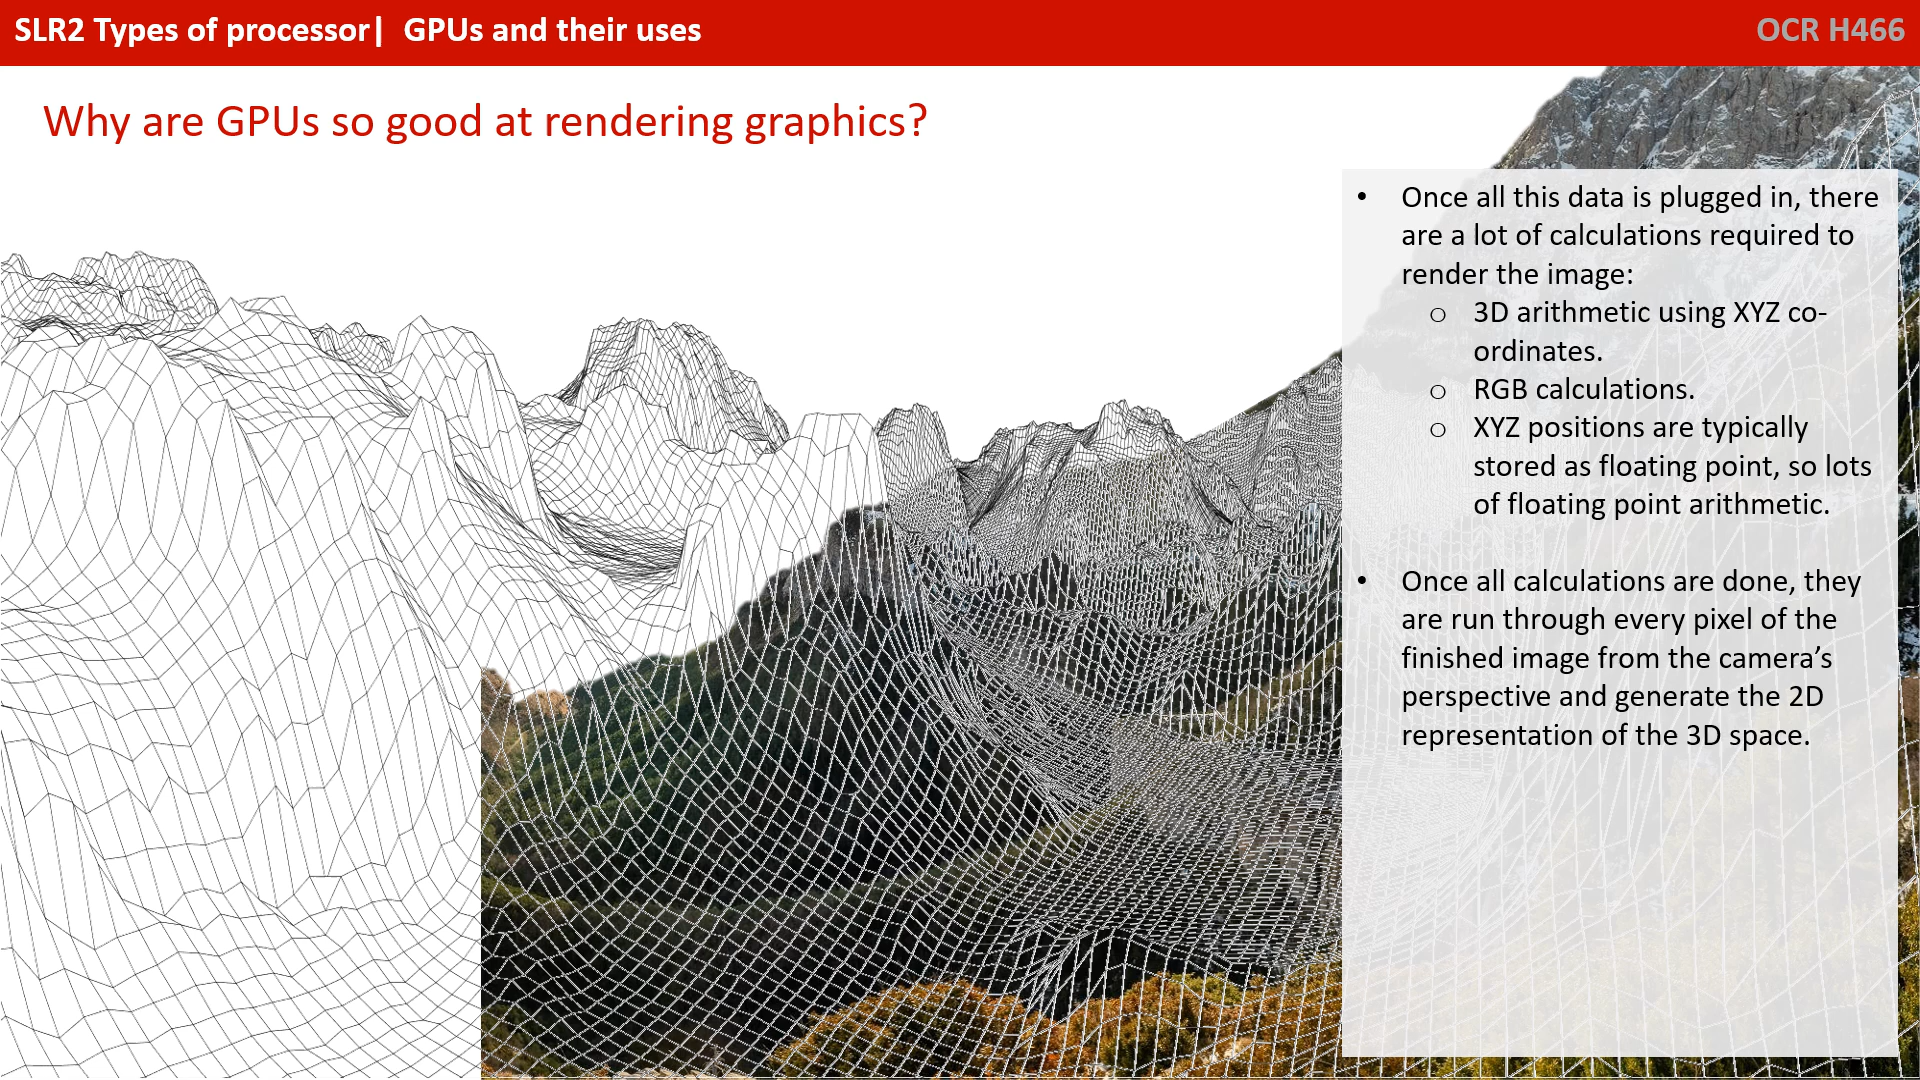 SLR2 Types of processor| GPUs and their uses
OCR H466
Why are GPUs so good at rendering graphics?
• Once all this data is plugged in, there
are a lot of calculations required to
render the image:
o 3D arithmetic using XYZ co-
ordinates.
o RGB calculations.
o XYZ positions are typically
stored as floating point, so lots
of floating point arithmetic.
• Once all calculations are done, they
are run through every pixel of the
finished image from the camera’s
perspective and generate the 2D
representation of the 3D space.